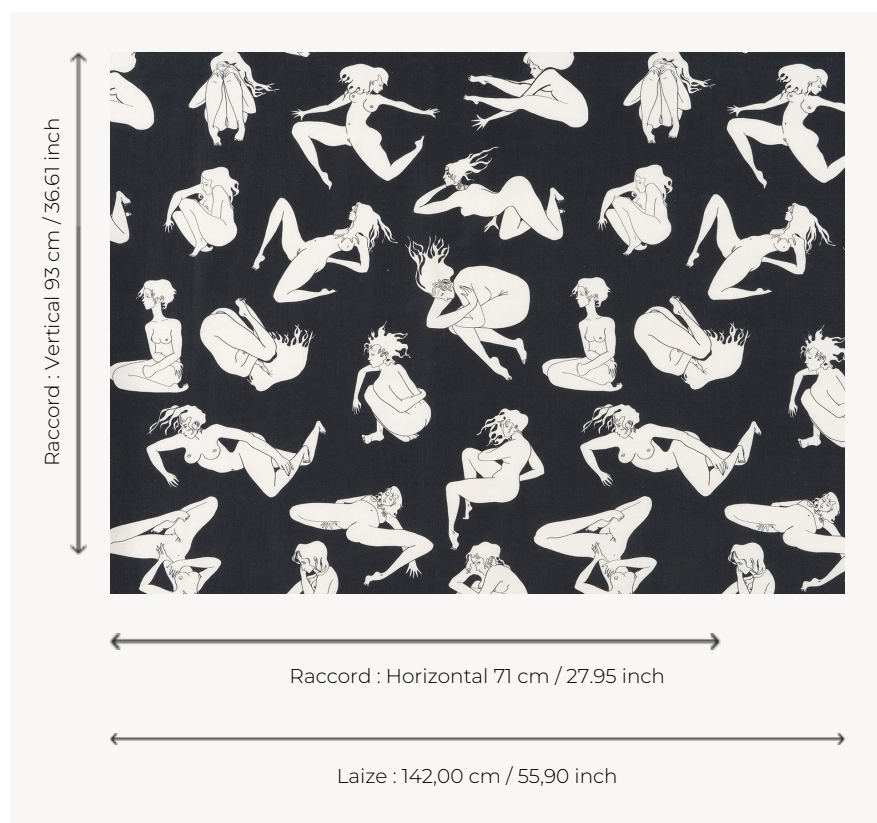 Raccord : Vertical 93 cm / 36.61 inch
Raccord : Horizontal 71 cm / 27.95 inch
Laize : 142,00 cm / 55,90 inch